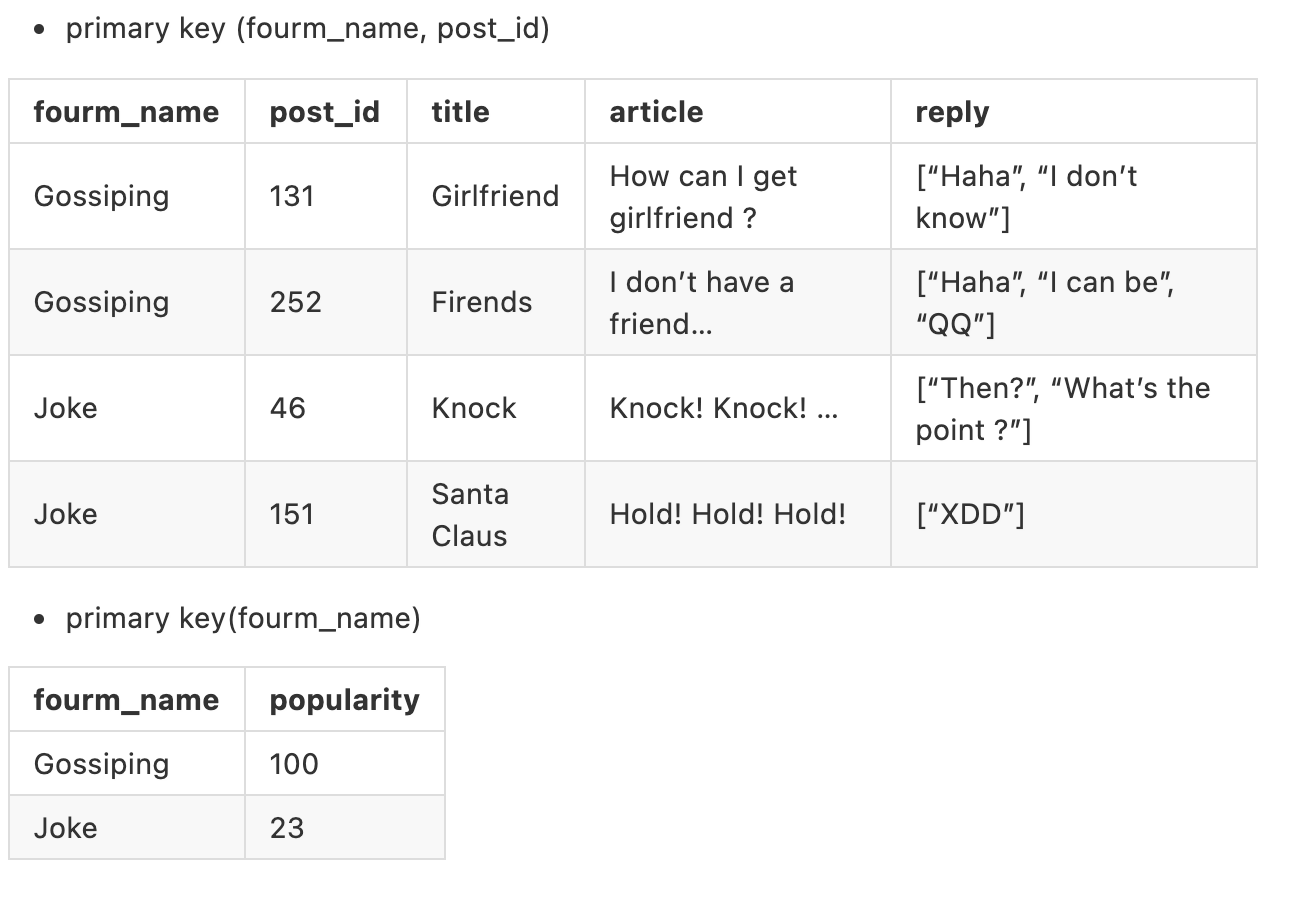 • primary key (fourm_name, post_id)
fourm_name post_id title article reply
Gossiping 131 Girlfriend How can I get girlfriend ? [“Haha”, “I don’t know”]
Gossiping 252 Firends I don’t have a friend… [“Haha”, “I can be”, “QQ”]
Joke 46 Knock Knock! Knock! … [“Then?”, “What’s the point ?”]
Joke 151 Santa Claus Hold! Hold! Hold! [“XDD”]
• primary key(fourm_name)
fourm_name popularity
Gossiping 100
Joke 23